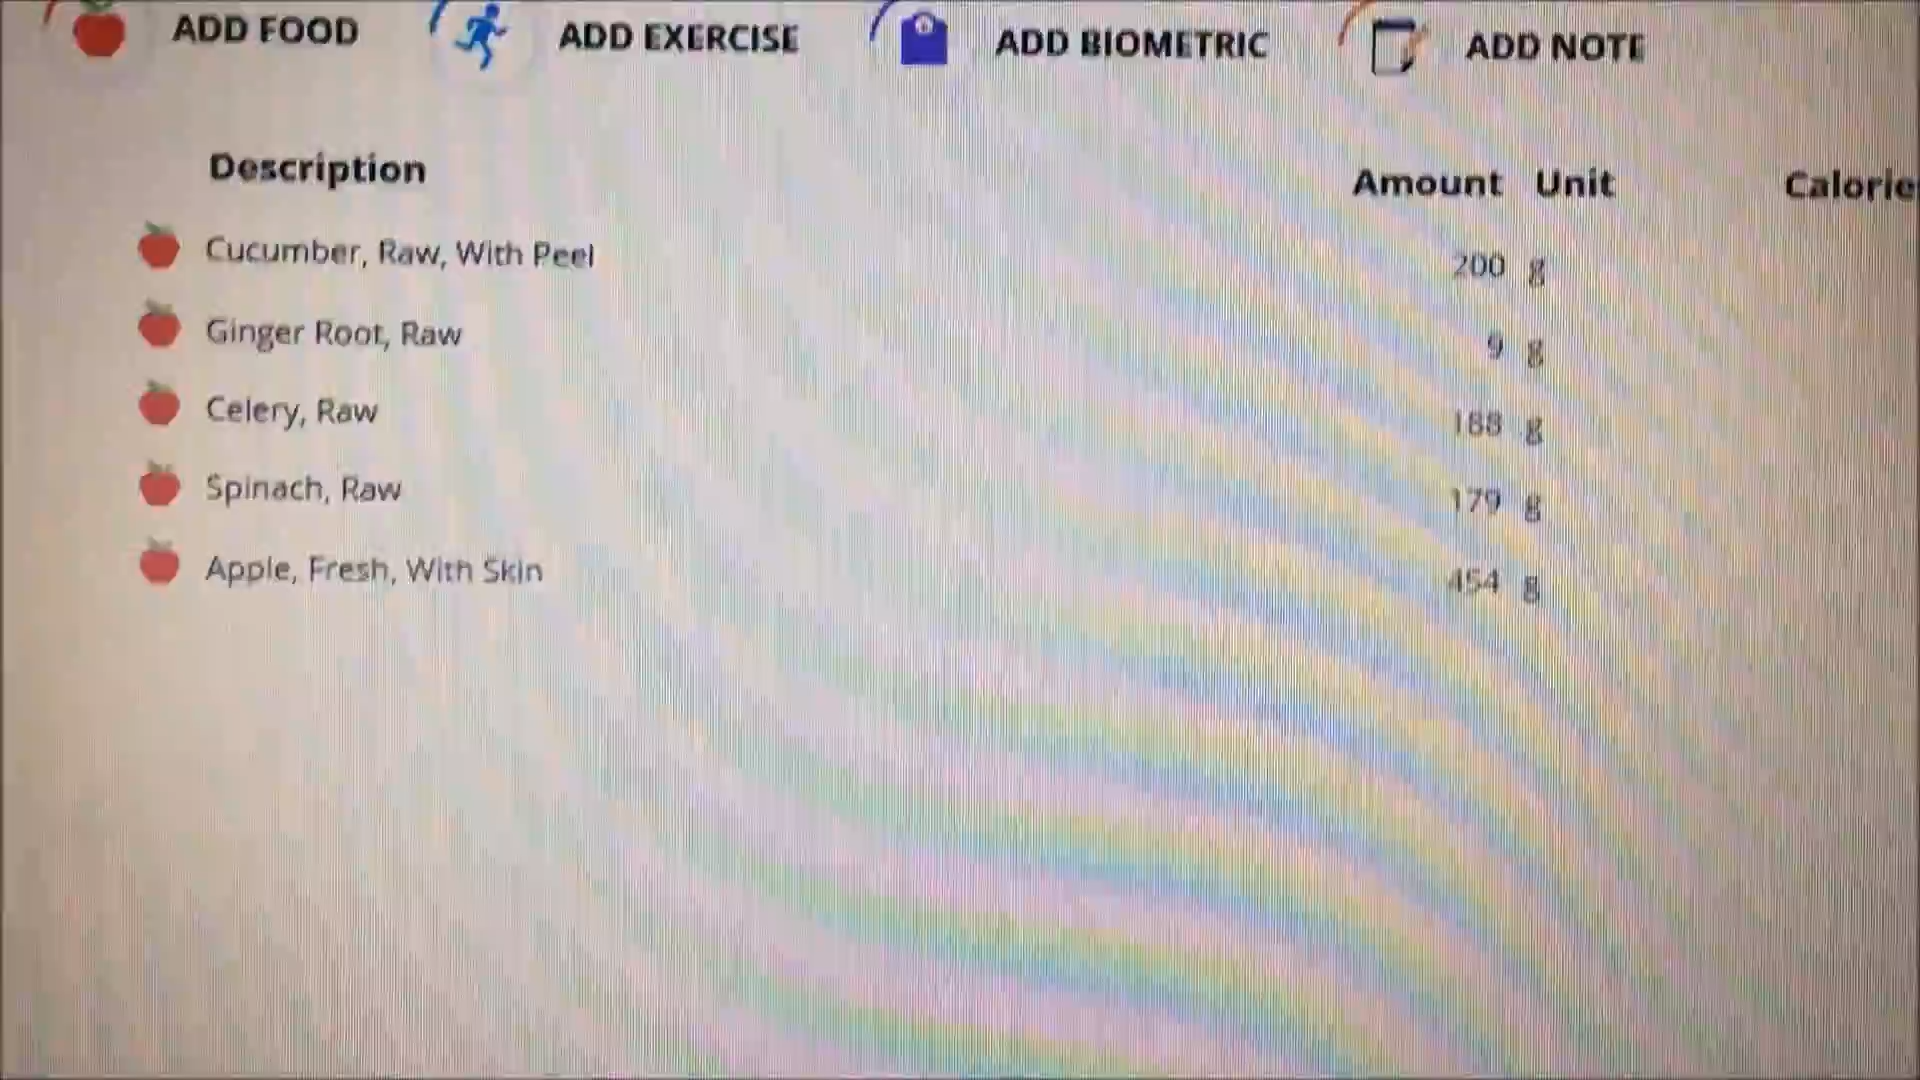 ADD FOOD ADD EXERCISE ADD BIOMETRIC ADD NOTE
Description Amount Unit Calorie
Cucumber, Raw, With Peel 200 g
Ginger Root, Raw 9 g
Celery, Raw 188 g
Spinach, Raw 179 g
Apple, Fresh, With Skin 454 g